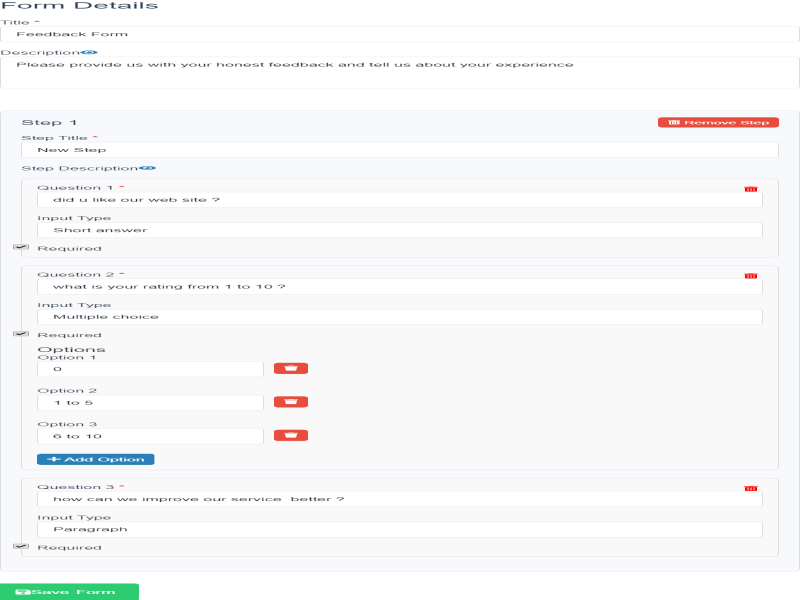 Form Details
Title *
Feedback Form
Description
Please provide us with your honest feedback and tell us about your experience
Step 1
Remove Step
Step Title *
New Step
Step Description
Question 1 *
did u like our web site ?
Input Type
Short answer
Required
Question 2 *
what is your rating from 1 to 10 ?
Input Type
Multiple choice
Required
Options
Option 1
0
Option 2
1 to 5
Option 3
6 to 10
Add Option
Question 3 *
how can we improve our service  better ?
Input Type
Paragraph
Required
Save Form